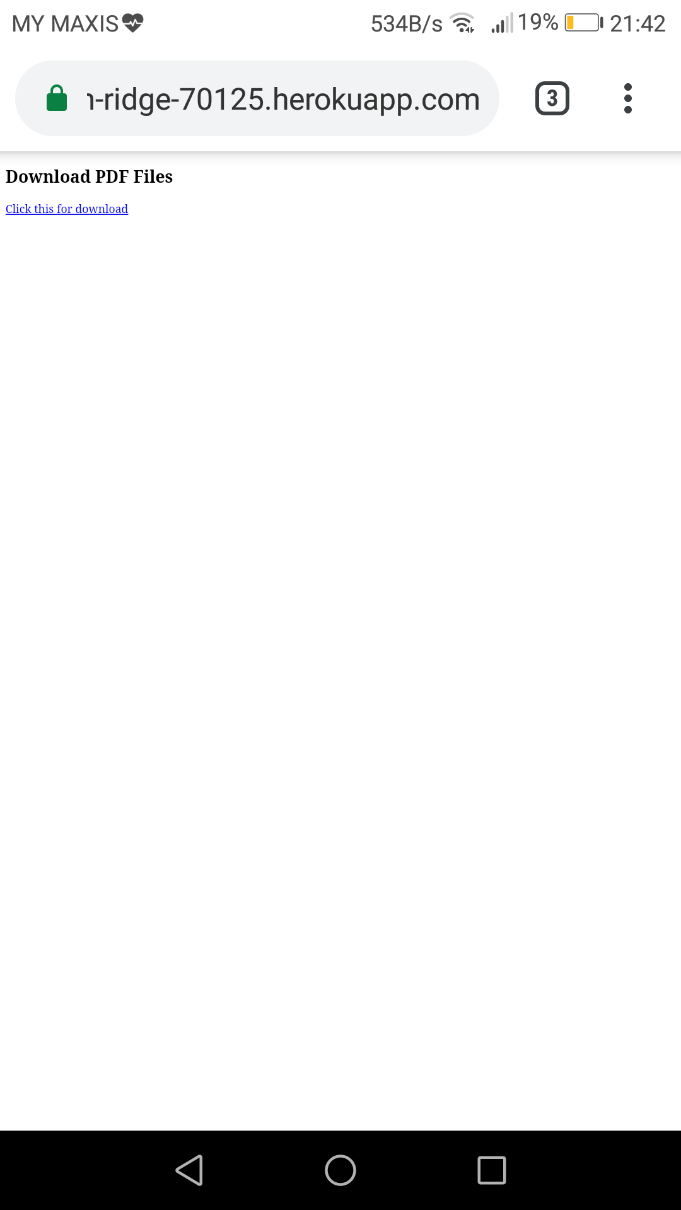 MY MAXIS 534B/s 19% 21:42
-ridge-70125.herokuapp.com 3
Download PDF Files
Click this for download